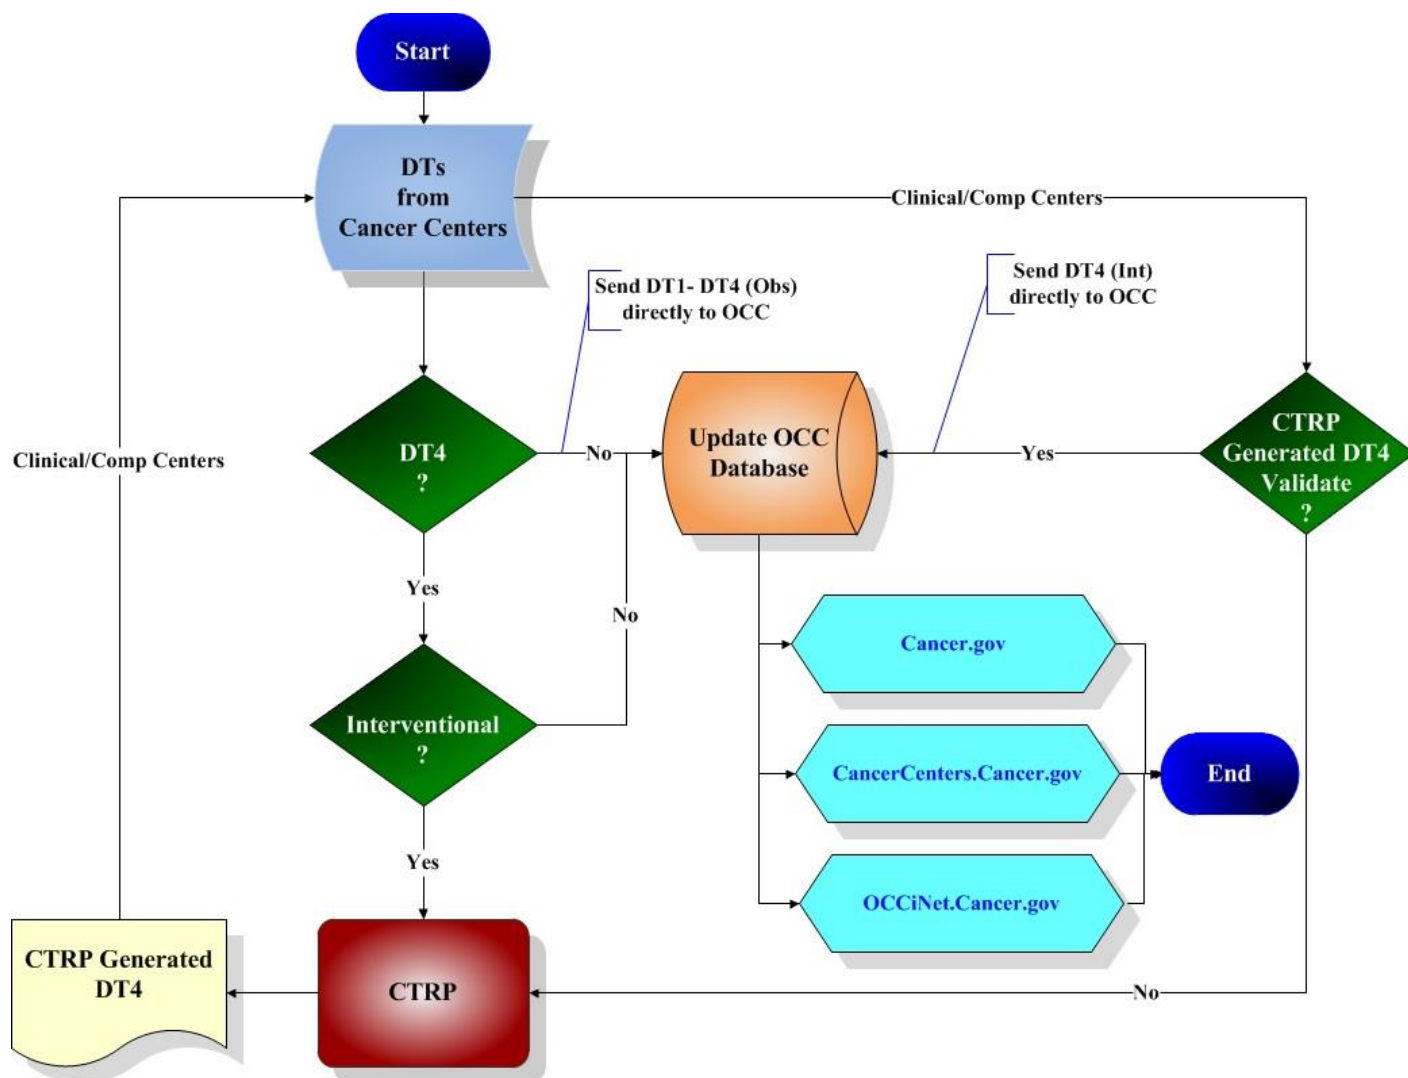 Start
DTs
from
Cancer Centers
Clinical/Comp Centers
Send DT1- DT4 (Obs)
directly to OCC
Send DT4 (Int)
directly to OCC
Clinical/Comp Centers
DT4
?
No
Update OCC
Database
Yes
CTRP
Generated DT4
Validate
?
Yes
No
Cancer.gov
Interventional
?
CancerCenters.Cancer.gov
End
Yes
OCCiNet.Cancer.gov
CTRP Generated
DT4
CTRP
No